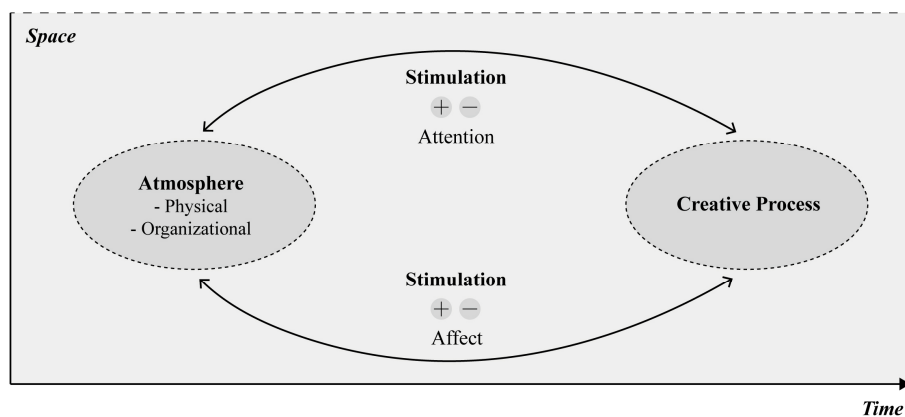 Space
Stimulation
+ −
Attention
Atmosphere
- Physical
- Organizational
Creative Process
Stimulation
+ −
Affect
Time